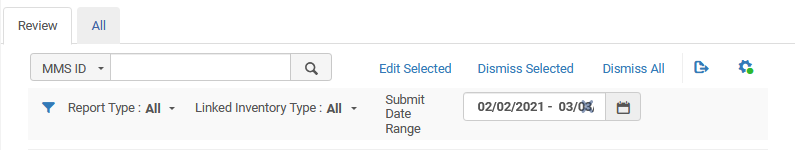 Review All
MMS ID Edit Selected Dismiss Selected Dismiss All
Report Type : All Linked Inventory Type : All Submit Date Range 02/02/2021 - 03/03,